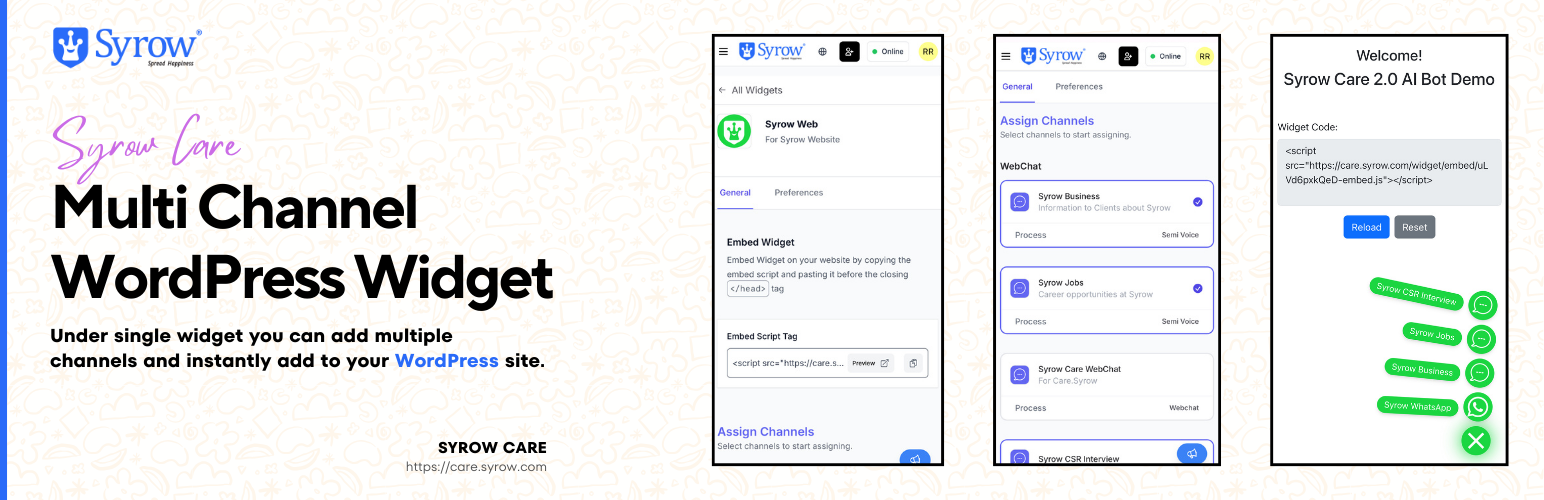 Syrow®
Spread Happiness
Syrow Care
Multi Channel
WordPress Widget
Under single widget you can add multiple
channels and instantly add to your WordPress site.
SYROW CARE
https://care.syrow.com
Syrow®
Spread Happiness
Online
RR
All Widgets
Syrow Web
For Syrow Website
General
Preferences
Embed Widget
Embed Widget on your website by copying the
embed script and pasting it before the closing
</head> tag
Embed Script Tag
<script src="https://care.s...
Preview
Assign Channels
Select channels to start assigning.
Syrow®
Spread Happiness
Online
RR
General
Preferences
Assign Channels
Select channels to start assigning.
WebChat
Syrow Business
Information to Clients about Syrow
Process
Semi Voice
Syrow Jobs
Career opportunities at Syrow
Process
Semi Voice
Syrow Care WebChat
For Care.Syrow
Process
Webchat
Syrow CSR Interview
Welcome!
Syrow Care 2.0 AI Bot Demo
Widget Code:
<script
src="https://care.syrow.com/widget/embed/uL
Vd6pxkQeD-embed.js"></script>
Reload
Reset
Syrow CSR Interview
Syrow Jobs
Syrow Business
Syrow WhatsApp